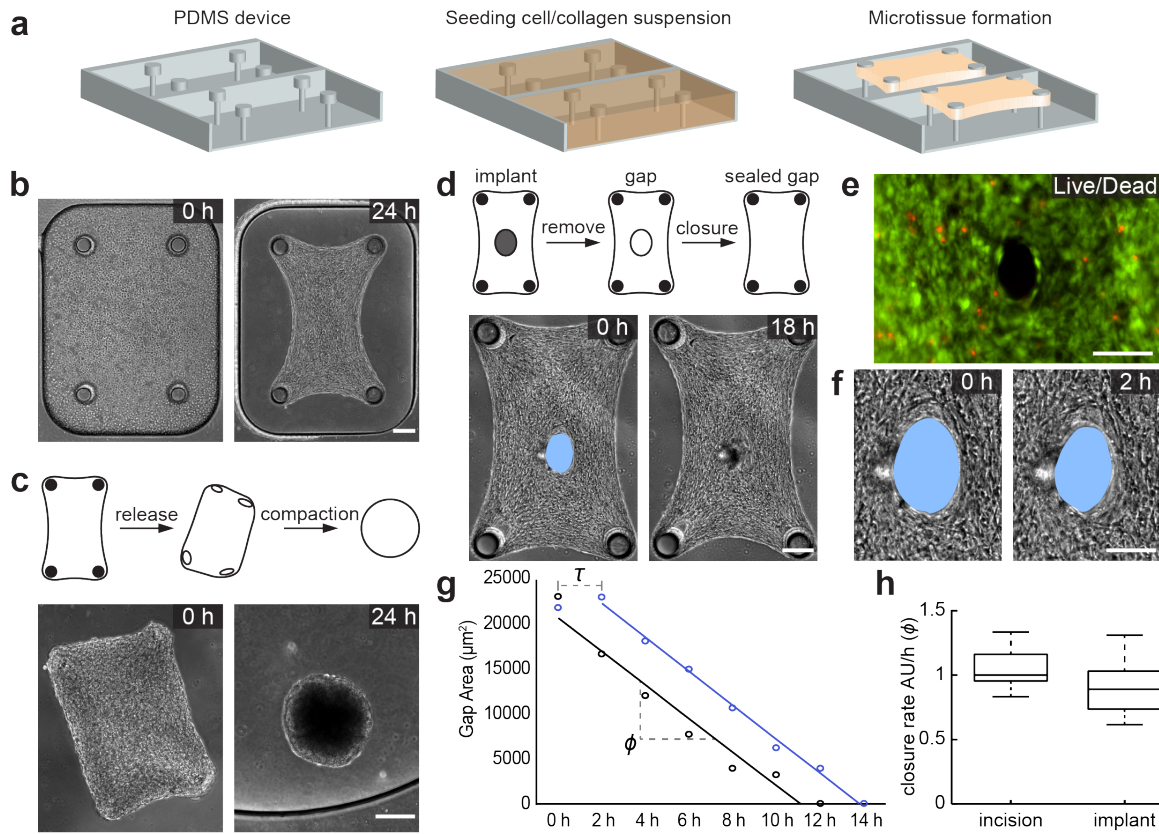 a
PDMS device
Seeding cell/collagen suspension
Microtissue formation
b
0 h
24 h
c
release
compaction
0 h
24 h
d
implant
gap
sealed gap
remove
closure
0 h
18 h
e
Live/Dead
f
0 h
2 h
g
Gap Area (μm²)
25000
20000
15000
10000
5000
0
τ
ϕ
0 h
2 h
4 h
6 h
8 h
10 h
12 h
14 h
h
closure rate AU/h (ϕ)
1.5
1
0.5
0
incision
implant